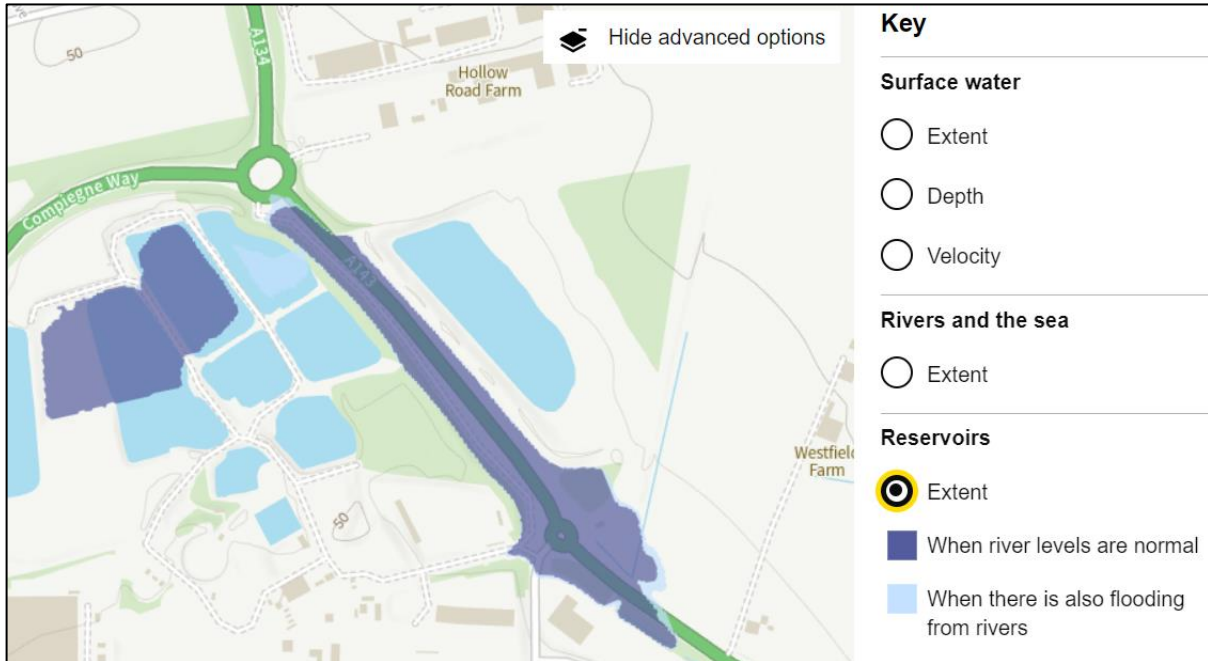 50
A134
Hide advanced options
Hollow
Road Farm
Compiegne Way
A143
Westfield
Farm
50
Key
Surface water
Extent
Depth
Velocity
Rivers and the sea
Extent
Reservoirs
Extent
When river levels are normal
When there is also flooding
from rivers